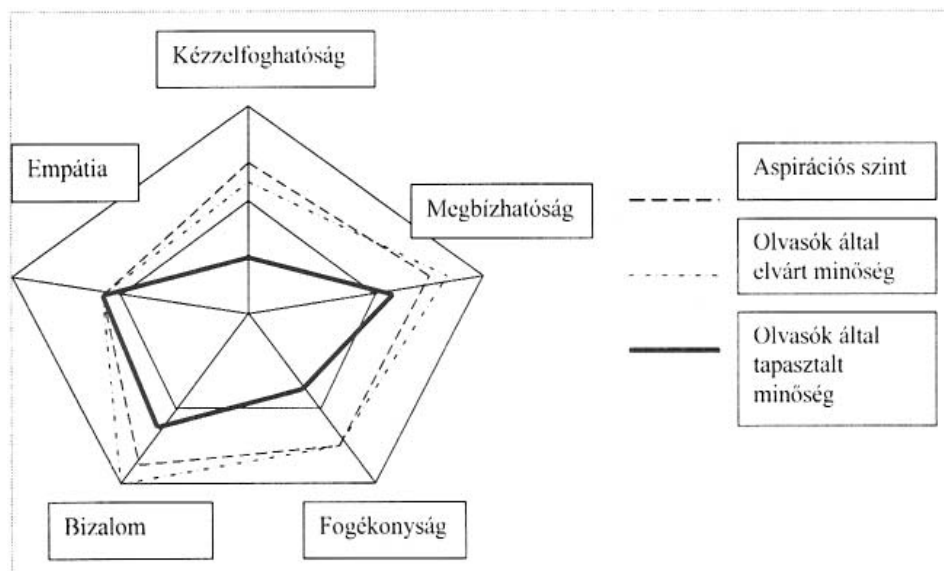 Kézzelfoghatóság
Empátia
Megbízhatóság
Bizalom
Fogékonyság
Aspirációs szint
Olvasók által
elvárt minőség
Olvasók által
tapasztalt
minőség